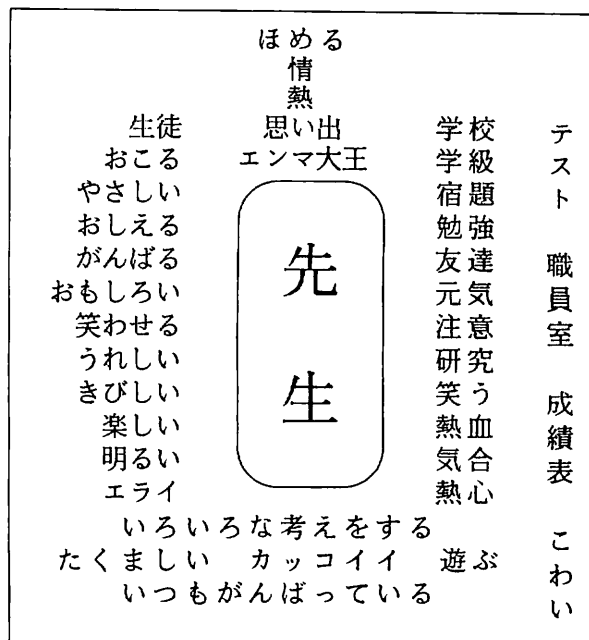 ほめる
情熱
思い出
エンマ大王
生徒
おこる
やさしい
おしえる
がんばる
おもしろい
笑わせる
うれしい
きびしい
楽しい
明るい
エライ
先生
学校
学級
宿題
勉強
友達
元気
注意
研究
笑う
熱血
気合
熱心
テスト 職員室 成績表 こわい
いろいろな考えをする
たくましい カッコイイ 遊ぶ
いつもがんばっている